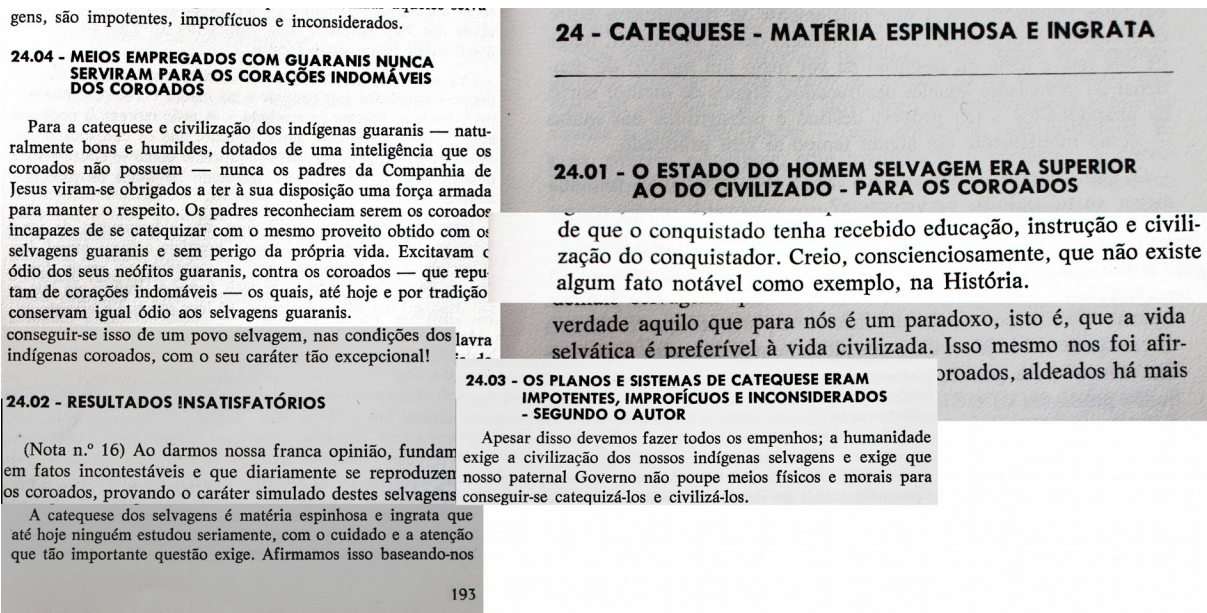 gens, são impotentes, improfícuos e inconsiderados.
24.04 - MEIOS EMPREGADOS COM GUARANIS NUNCA
SERVIRAM PARA OS CORAÇÕES INDOMÁVEIS
DOS COROADOS
Para a catequese e civilização dos indígenas guaranis — natu-
ralmente bons e humildes, dotados de uma inteligência que os
coroados não possuem — nunca os padres da Companhia de
Jesus viram-se obrigados a ter à sua disposição uma força armada
para manter o respeito. Os padres reconheciam serem os coroados
incapazes de se catequizar com o mesmo proveito obtido com os
selvagens guaranis e sem perigo da própria vida. Excitavam
ódio dos seus neófitos guaranis, contra os coroados — que repu-
tam de corações indomáveis — os quais, até hoje e por tradição
conservam igual ódio aos selvagens guaranis.
conseguir-se isso de um povo selvagem, nas condições dos lavra
indígenas coroados, com o seu caráter tão excepcional!
24.02 - RESULTADOS INSATISFATÓRIOS
(Nota n.º 16) Ao darmos nossa franca opinião, fundam
em fatos incontestáveis e que diariamente se reproduzem
os coroados, provando o caráter simulado destes selvagens
A catequese dos selvagens é matéria espinhosa e ingrata que
até hoje ninguém estudou seriamente, com o cuidado e a atenção
que tão importante questão exige. Afirmamos isso baseando-nos
193
24 - CATEQUESE - MATÉRIA ESPINHOSA E INGRATA
24.01 - O ESTADO DO HOMEM SELVAGEM ERA SUPERIOR
AO DO CIVILIZADO - PARA OS COROADOS
de que o conquistado tenha recebido educação, instrução e civili-
zação do conquistador. Creio, conscienciosamente, que não existe
algum fato notável como exemplo, na História.
verdade aquilo que para nós é um paradoxo, isto é, que a vida
selvática é preferível à vida civilizada. Isso mesmo nos foi afir-
oroados, aldeados há mais
24.03 - OS PLANOS E SISTEMAS DE CATEQUESE ERAM
IMPOTENTES, IMPROFÍCUOS E INCONSIDERADOS
- SEGUNDO O AUTOR
Apesar disso devemos fazer todos os empenhos; a humanidade
exige a civilização dos nossos indígenas selvagens e exige que
nosso paternal Governo não poupe meios físicos e morais para
conseguir-se catequizá-los e civilizá-los.